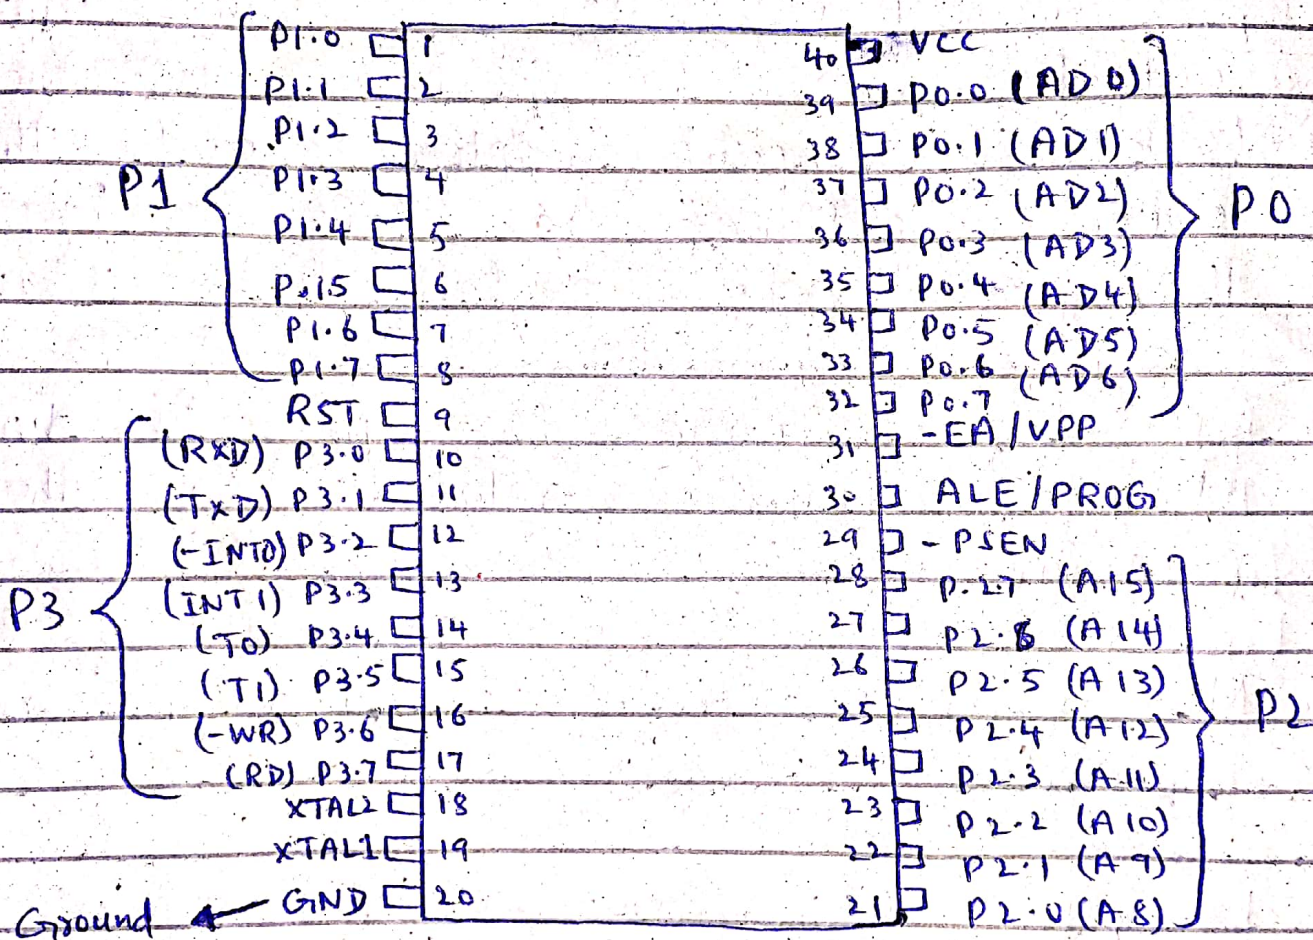 P1.0 1 40 VCC
P1.1 2 39 P0.0 (AD0)
P1.2 3 38 P0.1 (AD1)
P1 P1.3 4 37 P0.2 (AD2) P0
P1.4 5 36 P0.3 (AD3)
P.15 6 35 P0.4 (AD4)
P1.6 7 34 P0.5 (AD5)
P1.7 8 33 P0.6 (AD6)
RST 9 32 P0.7
(RXD) P3.0 10 31 -EA/VPP
(TXD) P3.1 11 30 ALE/PROG
(-INT0) P3.2 12 29 -PSEN
P3 (INT1) P3.3 13 28 P.2.7 (A15)
(T0) P3.4 14 27 P2.6 (A14)
(T1) P3.5 15 26 P2.5 (A13)
(-WR) P3.6 16 25 P2.4 (A12) P2
(RD) P3.7 17 24 P2.3 (A11)
XTAL2 18 23 P2.2 (A10)
XTAL1 19 22 P2.1 (A9)
Ground GND 20 21 P2.0 (A8)